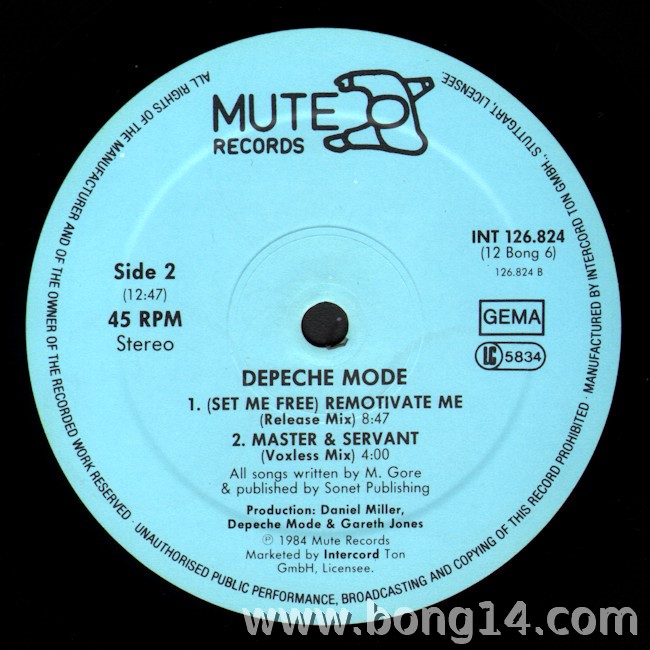 MUTE
RECORDS
INT 126.824
(12 Bong 6)
126.824 B
Side 2
(12:47)
45 RPM
Stereo
GEMA
LC 5834
DEPECHE MODE
1. (SET ME FREE) REMOTIVATE ME
(Release Mix) 8:47
2. MASTER & SERVANT
(Voxless Mix) 4:00
All songs written by M. Gore
& published by Sonet Publishing
Production: Daniel Miller,
Depeche Mode & Gareth Jones
℗ 1984 Mute Records
Marketed by Intercord Ton
GmbH, Licensee.
ALL RIGHTS OF THE MANUFACTURER AND OF THE OWNER OF THE RECORDED WORK RESERVED · UNAUTHORISED PUBLIC PERFORMANCE, BROADCASTING AND COPYING OF THIS RECORD PROHIBITED · MANUFACTURED BY INTERCORD TON GMBH, STUTTGART, LICENSEE.
www.bong14.com